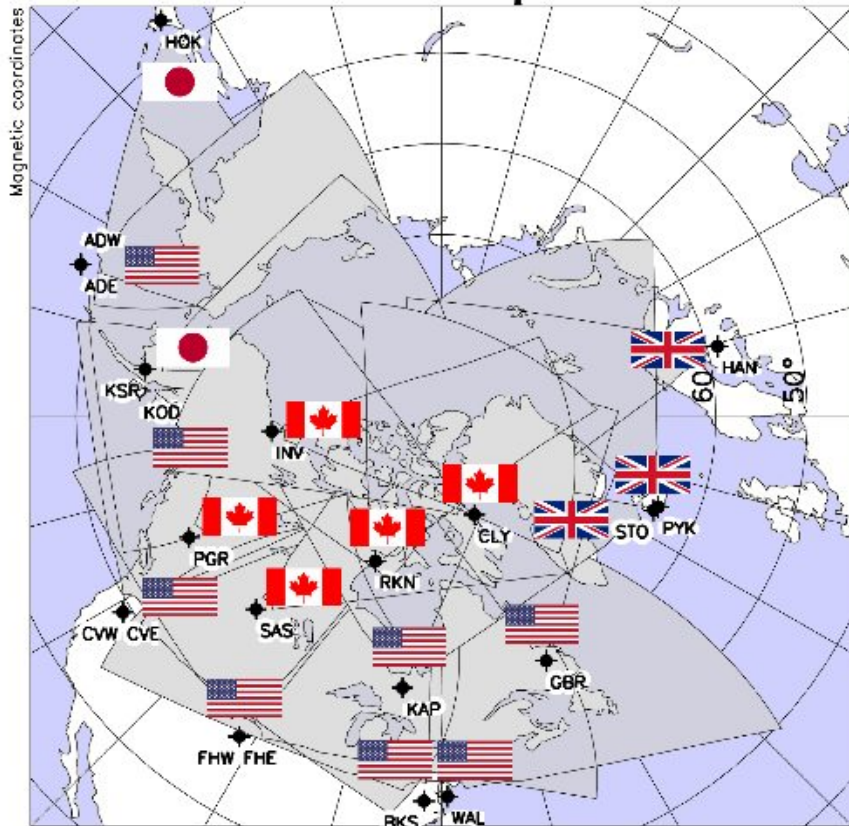 Magnetic coordinates
HOK
ADW
ADE
KSR
KOD
INV
HAN
60
50°
PGR
RKN
CLY
STO
PYK
CVW CVE
SAS
KAP
GBR
FHW FHE
BKS
WAL